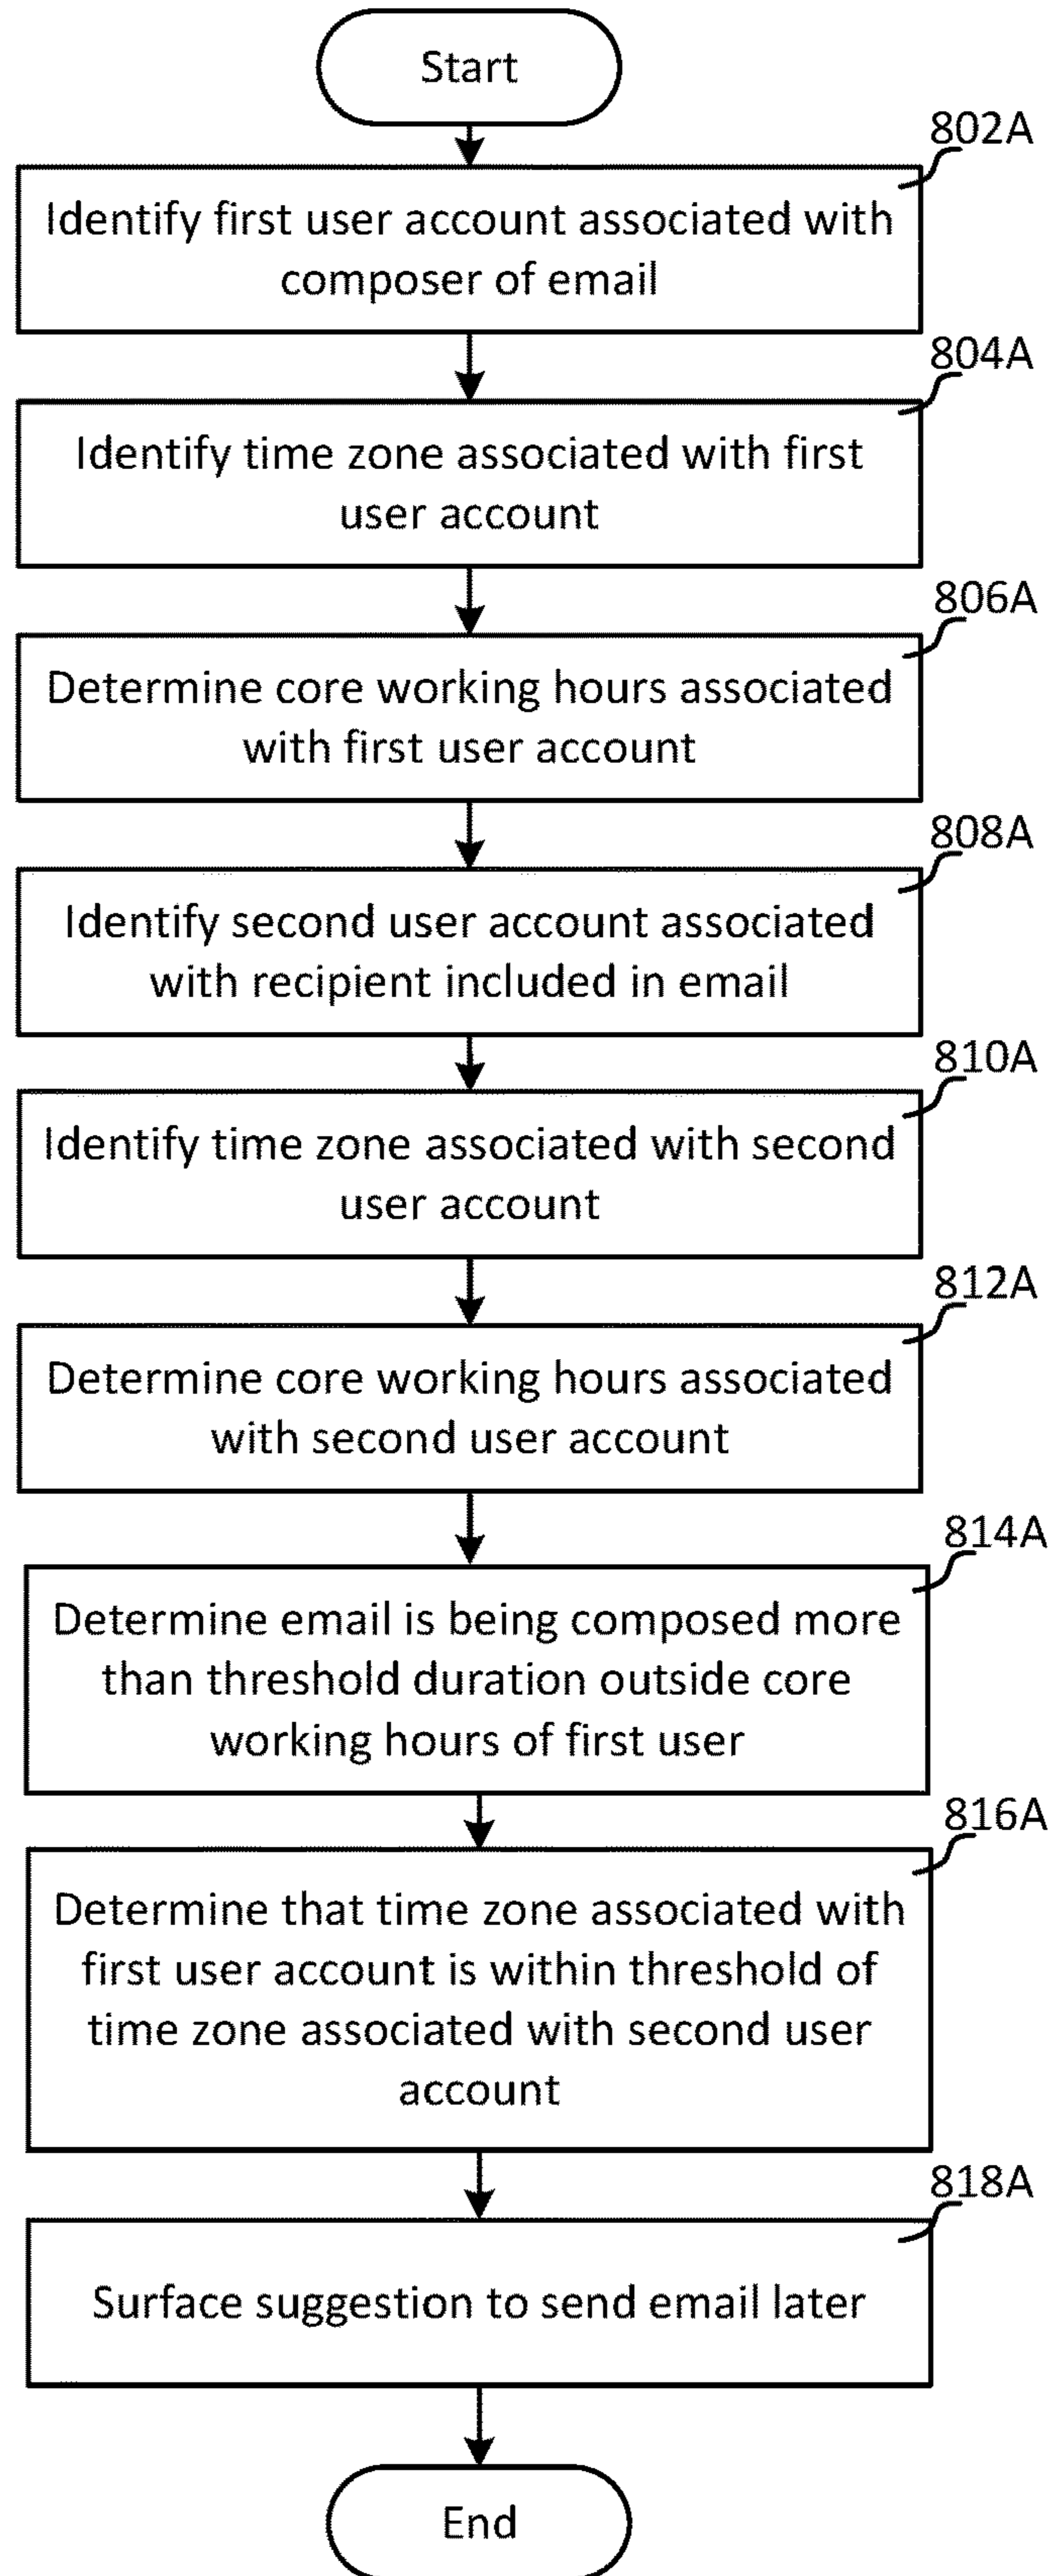 Start
802A
Identify first user account associated with
composer of email
804A
Identify time zone associated with first
user account
806A
Determine core working hours associated
with first user account
808A
Identify second user account associated
with recipient included in email
810A
Identify time zone associated with second
user account
812A
Determine core working hours associated
with second user account
814A
Determine email is being composed more
than threshold duration outside core
working hours of first user
816A
Determine that time zone associated with
first user account is within threshold of
time zone associated with second user
account
818A
Surface suggestion to send email later
End